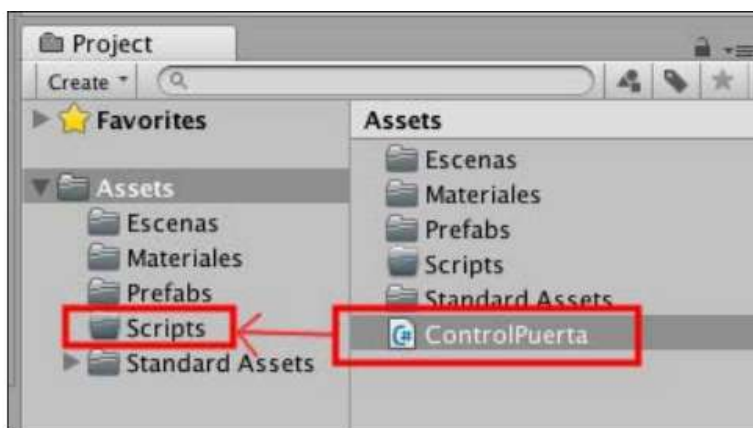 Project
Create
Favorites
Assets
Escenas
Materiales
Prefabs
Scripts
Standard Assets
Assets
Escenas
Materiales
Prefabs
Scripts
Standard Assets
C#
ControlPuerta